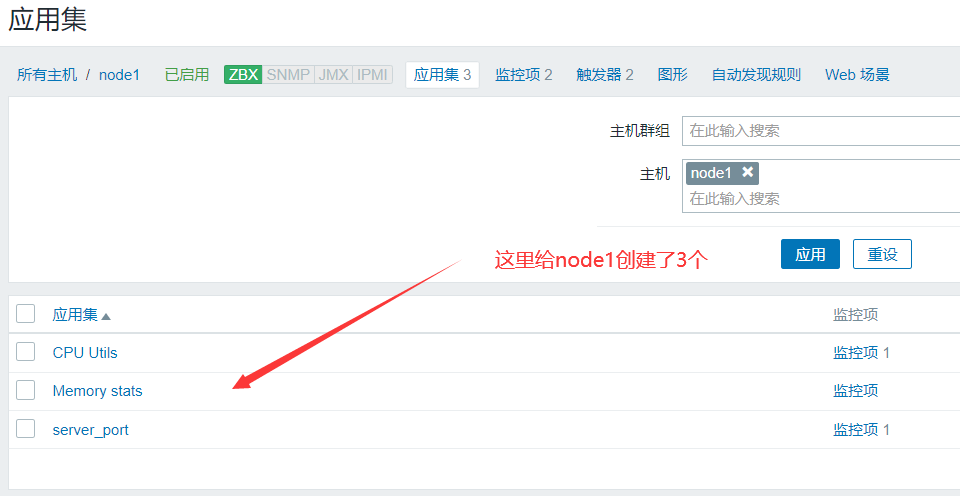 应用集
所有主机 / node1 已启用 ZBX SNMP JMX IPMI 应用集 3 监控项 2 触发器 2 图形 自动发现规则 Web 场景
主机群组 在此输入搜索
主机 node1
在此输入搜索
这里给node1创建了3个
应用 重设
应用集 监控项
CPU Utils 监控项 1
Memory stats 监控项
server_port 监控项 1